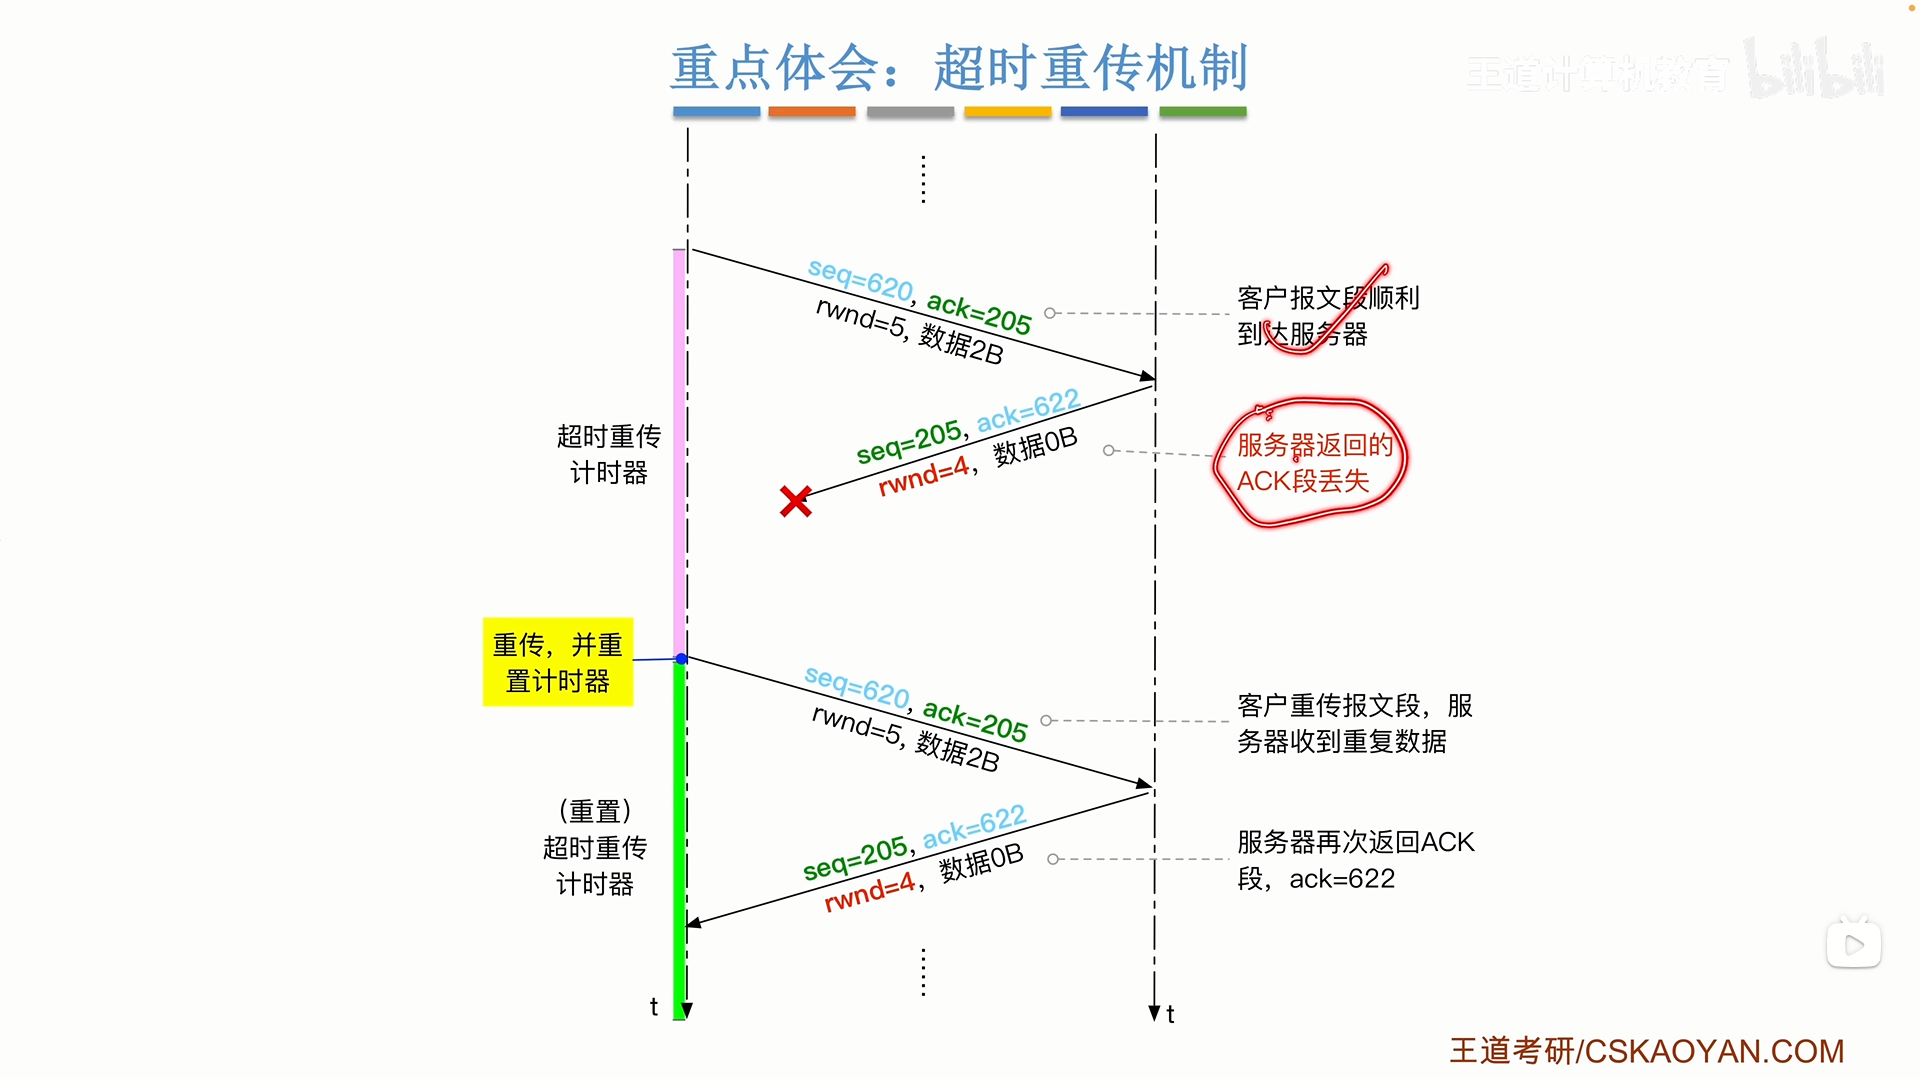 重点体会：超时重传机制
王道计算机教育 bilibili
seq=620, ack=205
rwnd=5, 数据2B
客户报文段顺利
到达服务器
seq=205, ack=622
rwnd=4, 数据0B
服务器返回的
ACK段丢失
超时重传
计时器
重传，并重
置计时器
seq=620, ack=205
rwnd=5, 数据2B
客户重传报文段，服
务器收到重复数据
（重置）
超时重传
计时器
seq=205, ack=622
rwnd=4, 数据0B
服务器再次返回ACK
段，ack=622
t
t
王道考研/CSKAOYAN.COM